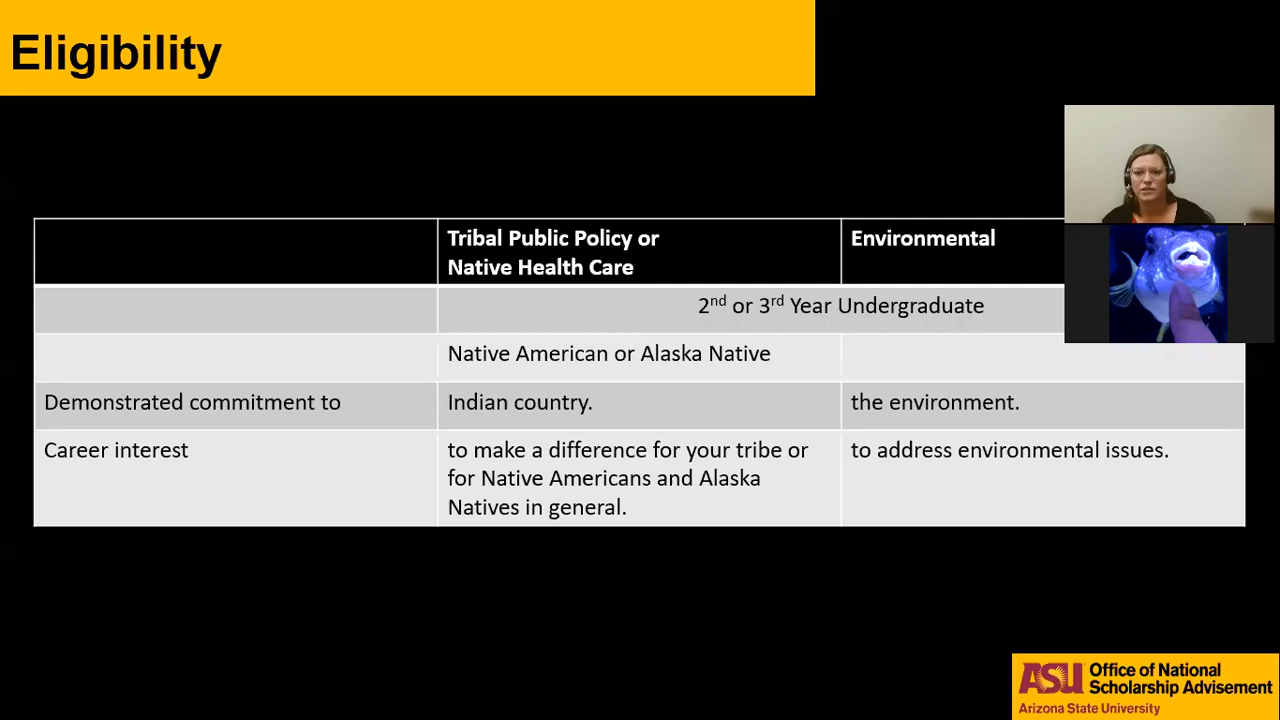 Eligibility
Tribal Public Policy or
Native Health Care
Environmental
2nd or 3rd Year Undergraduate
Native American or Alaska Native
Demonstrated commitment to
Indian country.
the environment.
Career interest
to make a difference for your tribe or
for Native Americans and Alaska
Natives in general.
to address environmental issues.
ASU
Office of National
Scholarship Advisement
Arizona State University